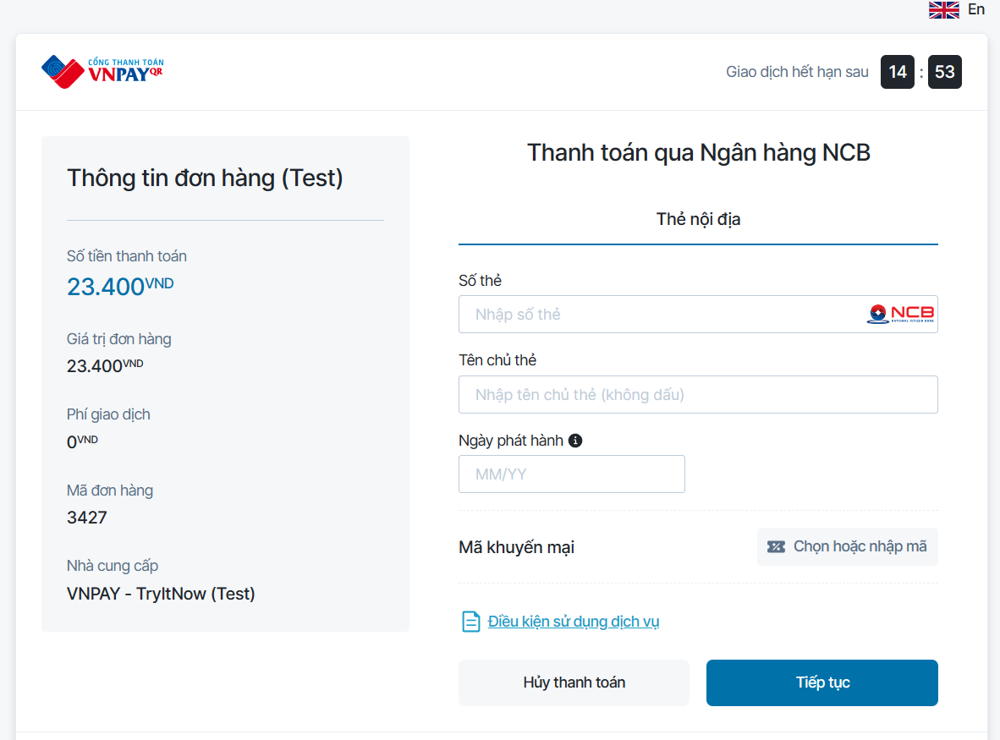 En
CỔNG THANH TOÁN
VNPAYQR
Giao dịch hết hạn sau 14 : 53
Thông tin đơn hàng (Test)
Số tiền thanh toán
23.400VND
Giá trị đơn hàng
23.400VND
Phí giao dịch
0VND
Mã đơn hàng
3427
Nhà cung cấp
VNPAY - TryItNow (Test)
Thanh toán qua Ngân hàng NCB
Thẻ nội địa
Số thẻ
Nhập số thẻ
NCB
NATIONAL CITIZEN BANK
Tên chủ thẻ
Nhập tên chủ thẻ (không dấu)
Ngày phát hành
MM/YY
Mã khuyến mại
Chọn hoặc nhập mã
Điều kiện sử dụng dịch vụ
Hủy thanh toán
Tiếp tục